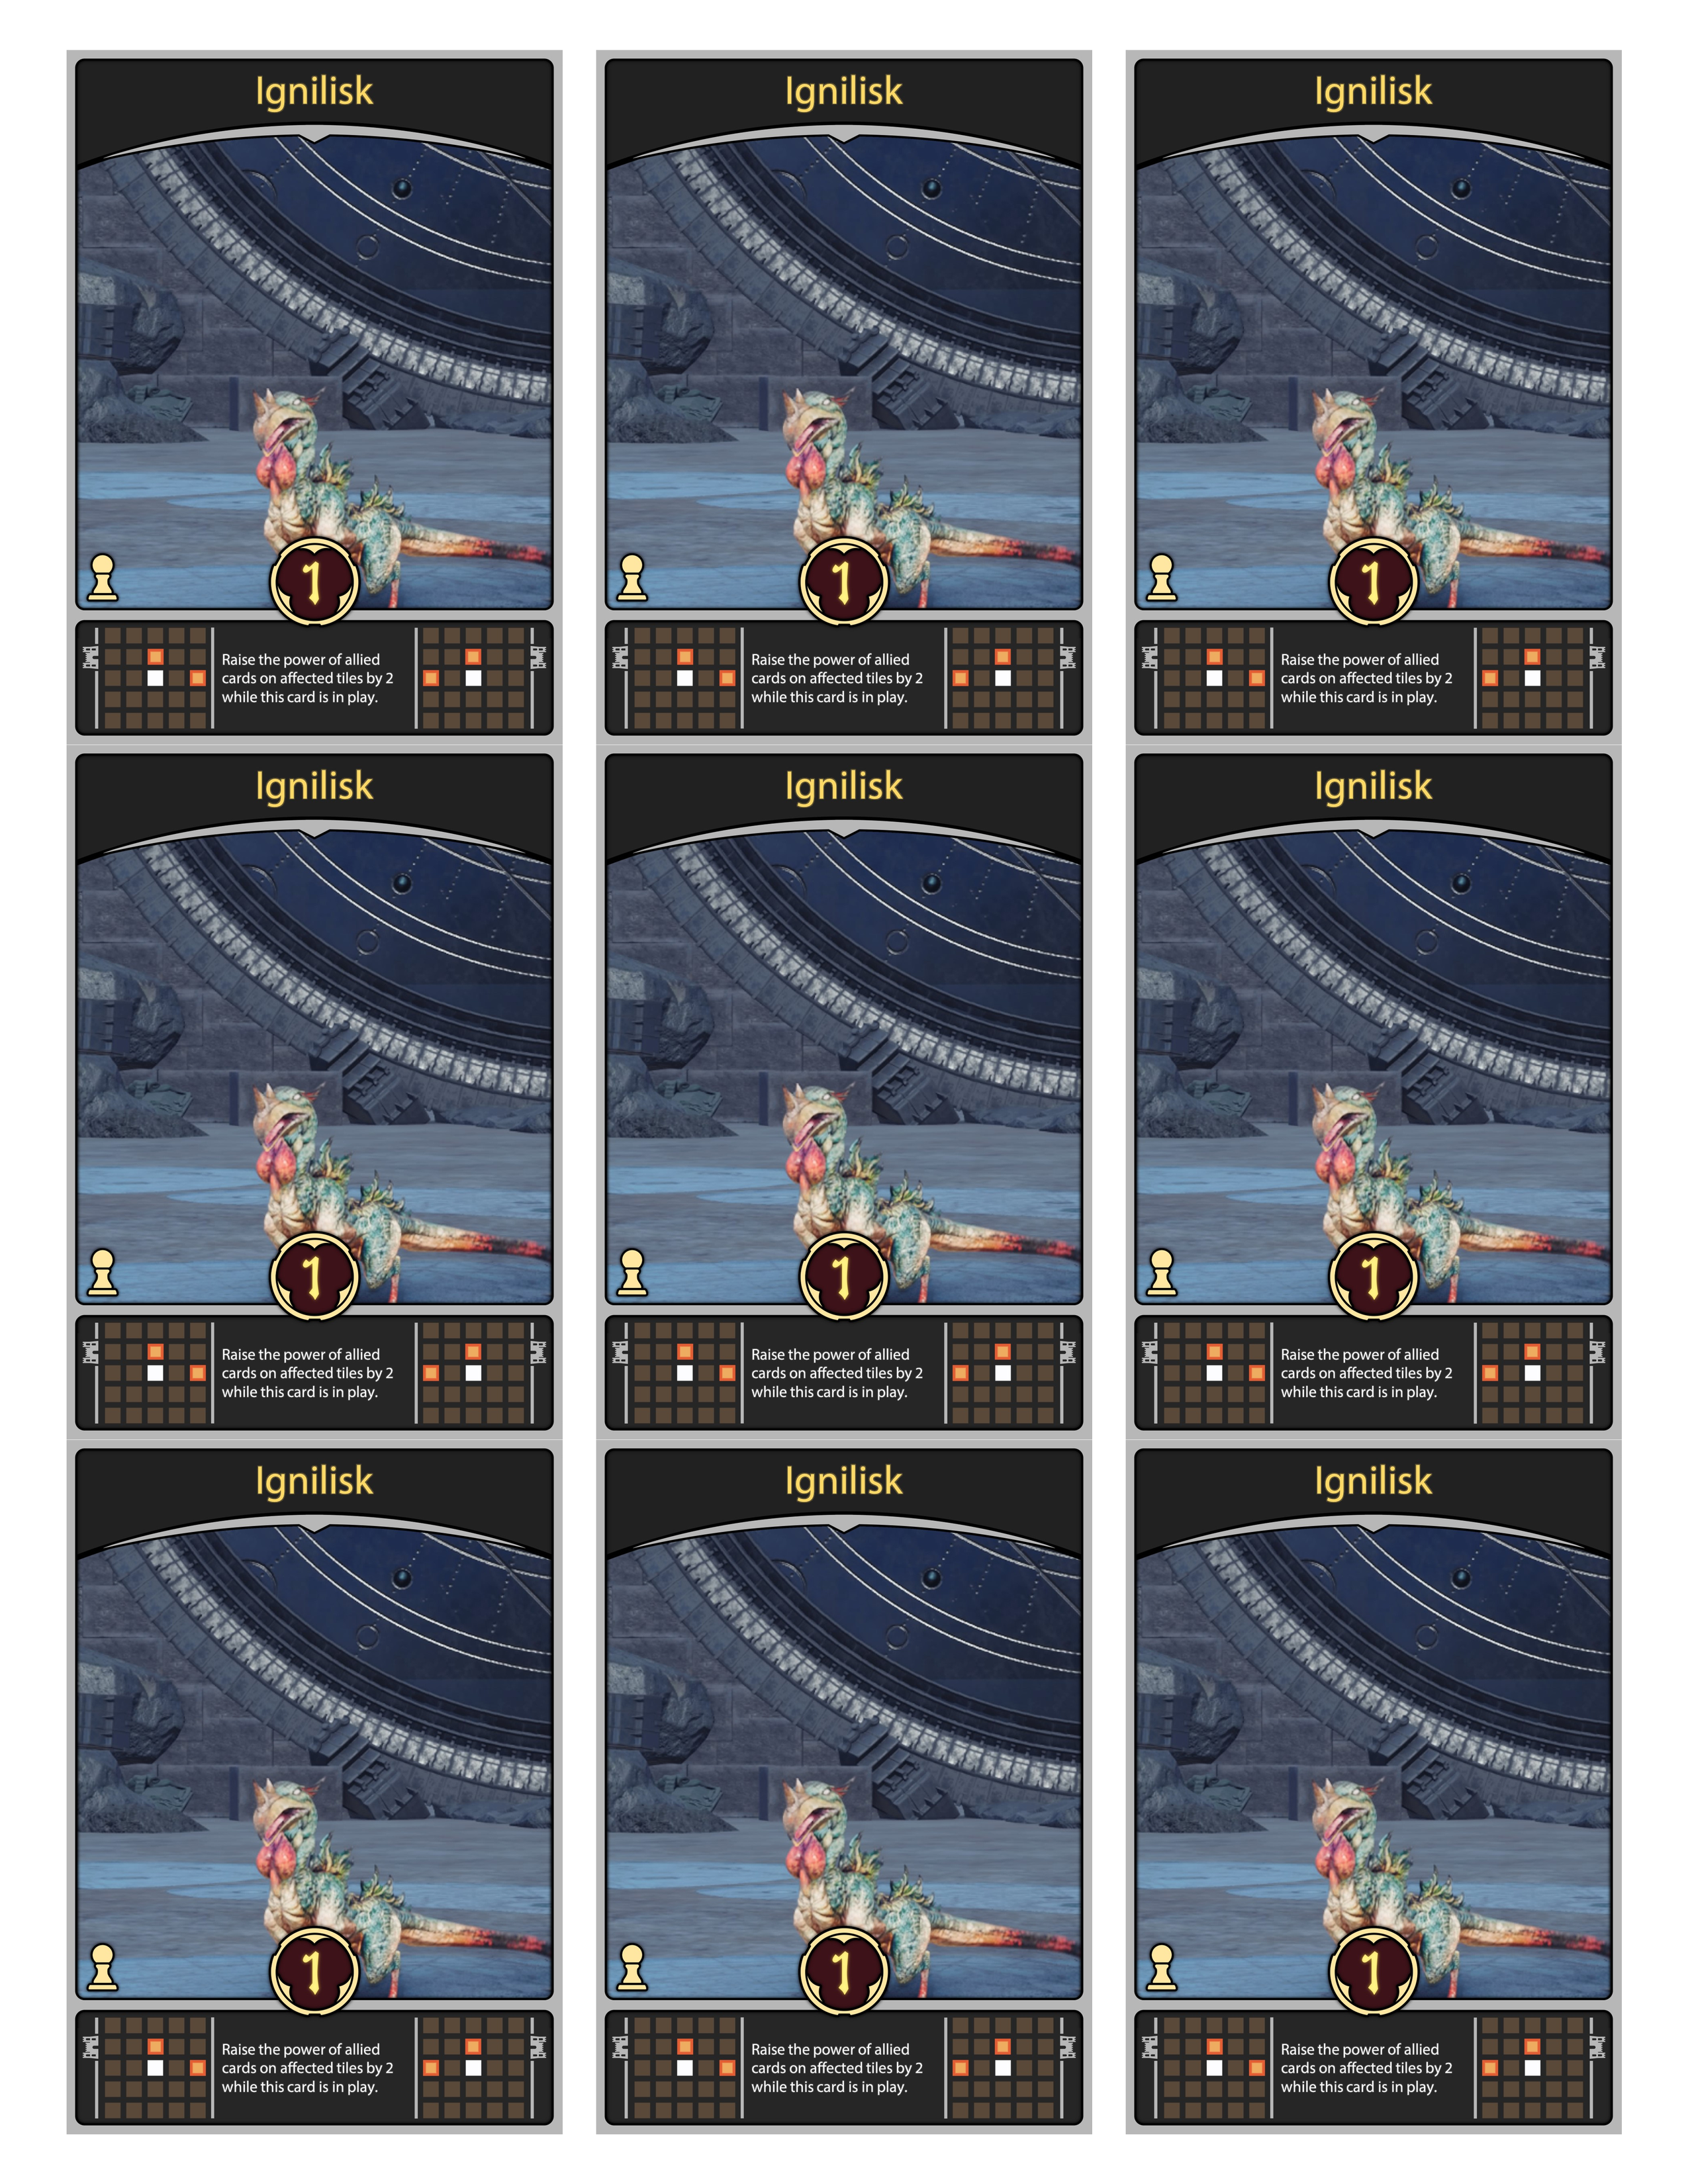 Ignilisk
1
Raise the power of allied
cards on affected tiles by 2
while this card is in play.
Ignilisk
1
Raise the power of allied
cards on affected tiles by 2
while this card is in play.
Ignilisk
1
Raise the power of allied
cards on affected tiles by 2
while this card is in play.
Ignilisk
1
Raise the power of allied
cards on affected tiles by 2
while this card is in play.
Ignilisk
1
Raise the power of allied
cards on affected tiles by 2
while this card is in play.
Ignilisk
1
Raise the power of allied
cards on affected tiles by 2
while this card is in play.
Ignilisk
1
Raise the power of allied
cards on affected tiles by 2
while this card is in play.
Ignilisk
1
Raise the power of allied
cards on affected tiles by 2
while this card is in play.
Ignilisk
1
Raise the power of allied
cards on affected tiles by 2
while this card is in play.